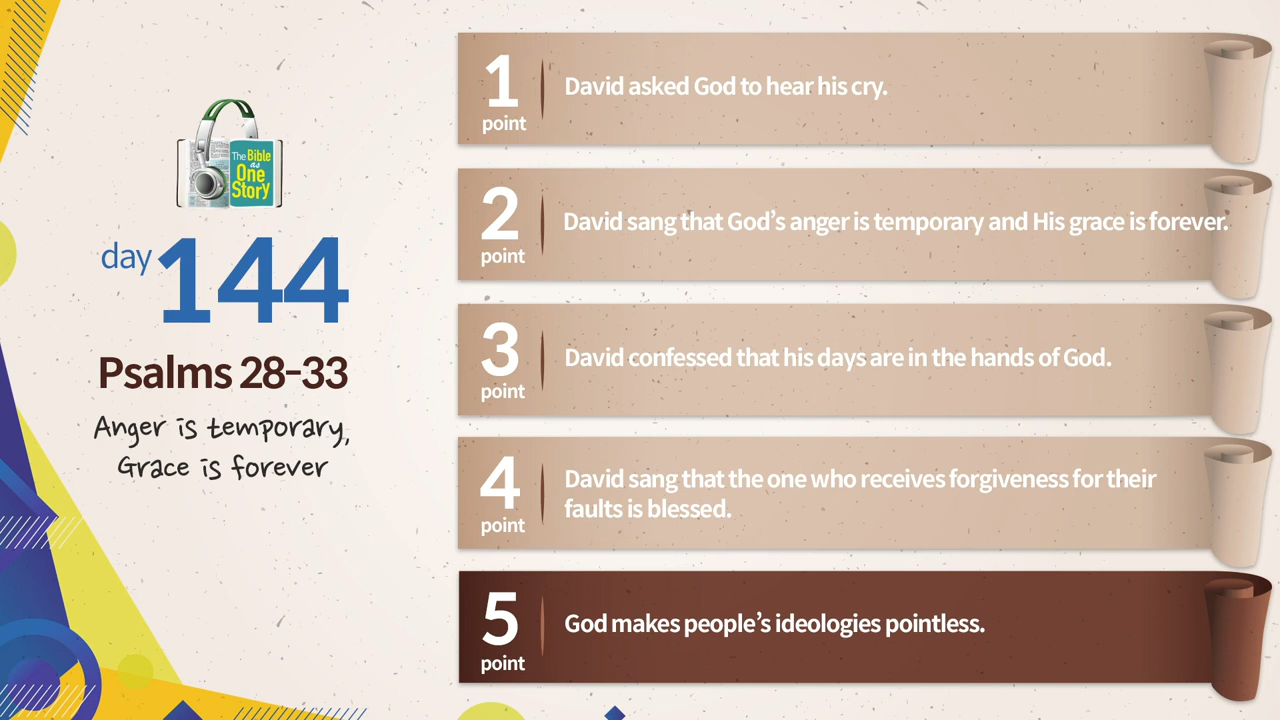 The Bible
as
One
Story
day 144
Psalms 28-33
Anger is temporary,
Grace is forever
1
point
David asked God to hear his cry.
2
point
David sang that God's anger is temporary and His grace is forever.
3
point
David confessed that his days are in the hands of God.
4
point
David sang that the one who receives forgiveness for their
faults is blessed.
5
point
God makes people's ideologies pointless.